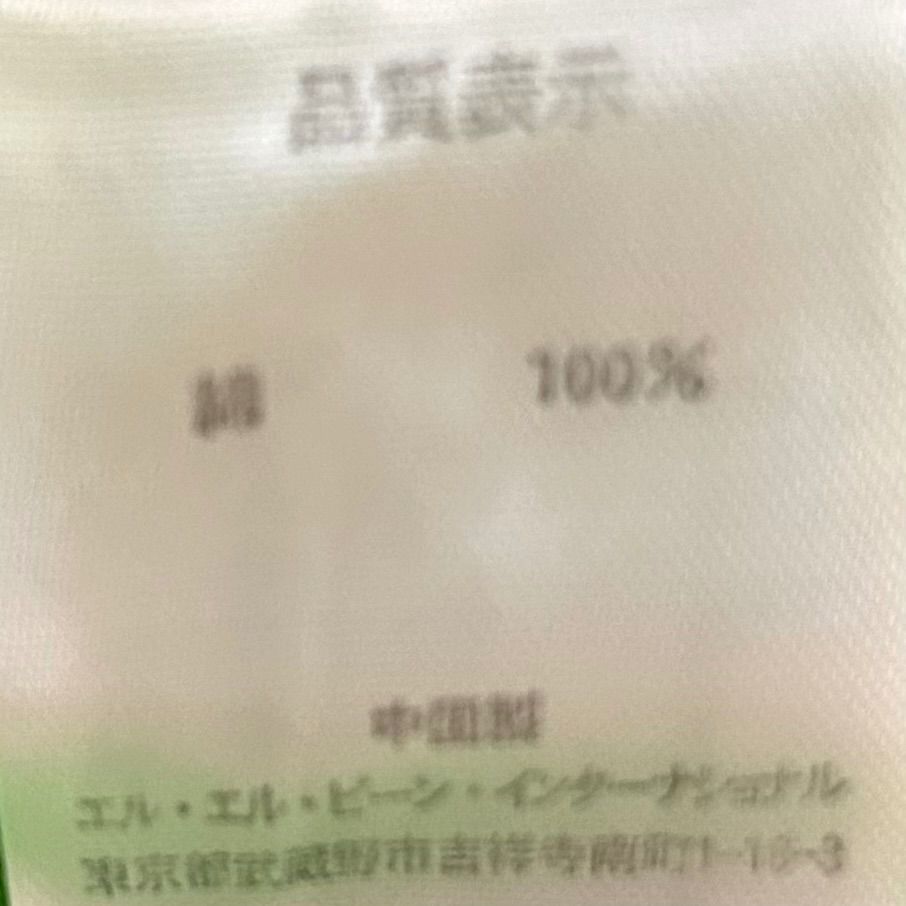 品質表示
綿 100%
中国製
エル・エル・ビーン・インターナショナル
東京都武蔵野市吉祥寺南町1-18-3